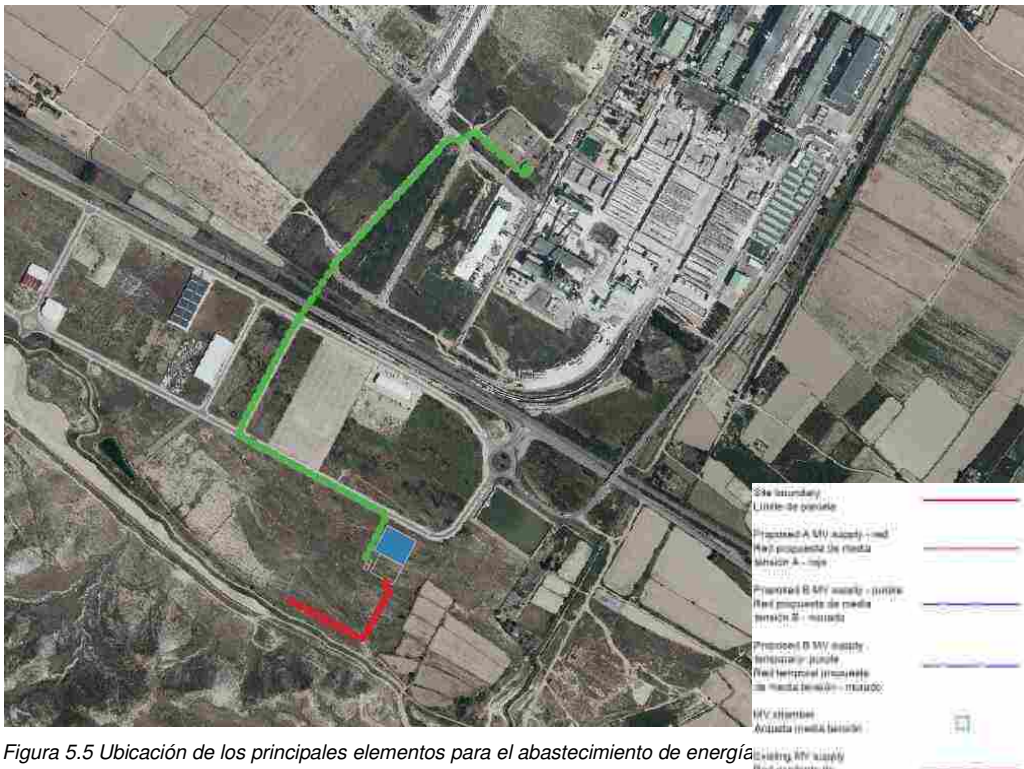 Site boundary
Límite de parcela
Proposed A MV supply - red
Red propuesta de media
tensión A - rojo
Proposed B MV supply - purple
Red propuesta de media
tensión B - morado
Proposed B MV supply -
temporary- purple
Red temporal propuesta
de media tensión - morado
MV chamber
Arqueta media tensión
Existing MV supply
Figura 5.5 Ubicación de los principales elementos para el abastecimiento de energía